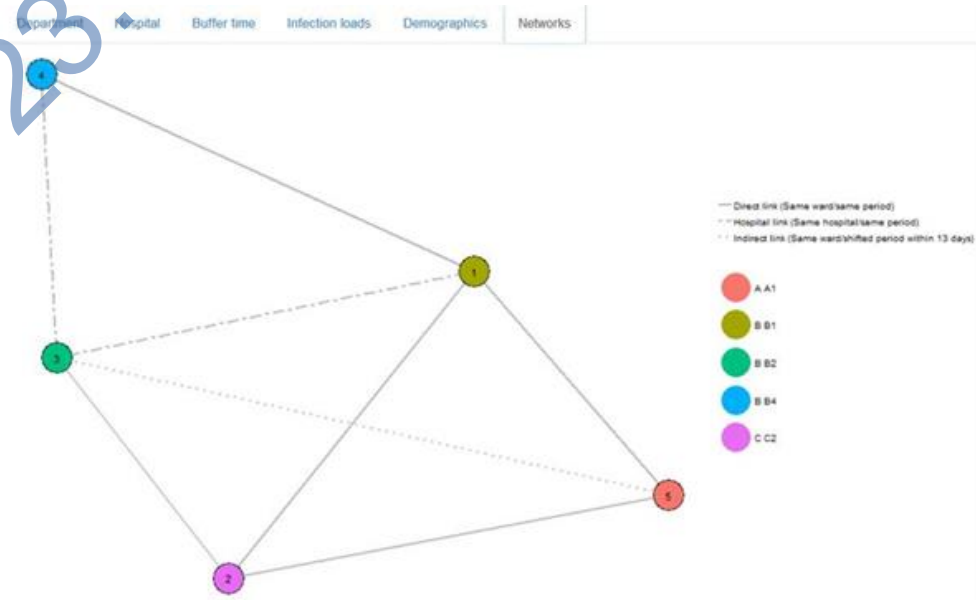 Department Hospital Buffer time Infection loads Demographics Networks
23.
4
1
3
5
2
Direct link (Same ward/same period)
Hospital link (Same hospital/same period)
Indirect link (Same ward/shifted period within 13 days)
A A1
B B1
B B2
B B4
C C2